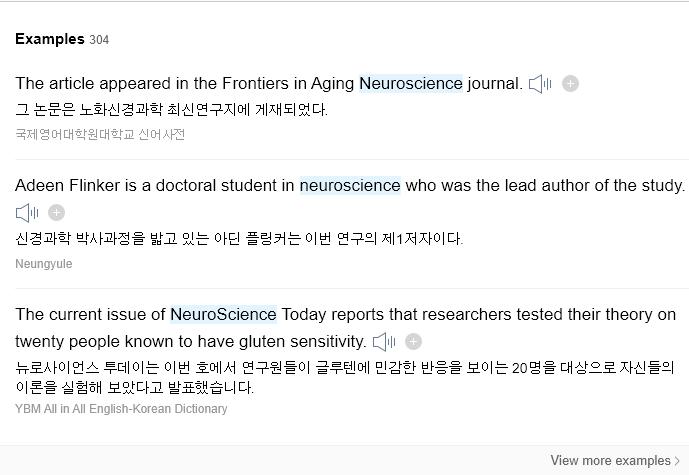 Examples 304
The article appeared in the Frontiers in Aging Neuroscience journal.
그 논문은 노화신경과학 최신연구지에 게재되었다.
국제영어대학원대학교 신어사전
Adeen Flinker is a doctoral student in neuroscience who was the lead author of the study.
신경과학 박사과정을 밟고 있는 아딘 플링커는 이번 연구의 제1저자이다.
Neungyule
The current issue of NeuroScience Today reports that researchers tested their theory on
twenty people known to have gluten sensitivity.
뉴로사이언스 투데이는 이번 호에서 연구원들이 글루텐에 민감한 반응을 보이는 20명을 대상으로 자신들의
이론을 실험해 보았다고 발표했습니다.
YBM All in All English-Korean Dictionary
View more examples